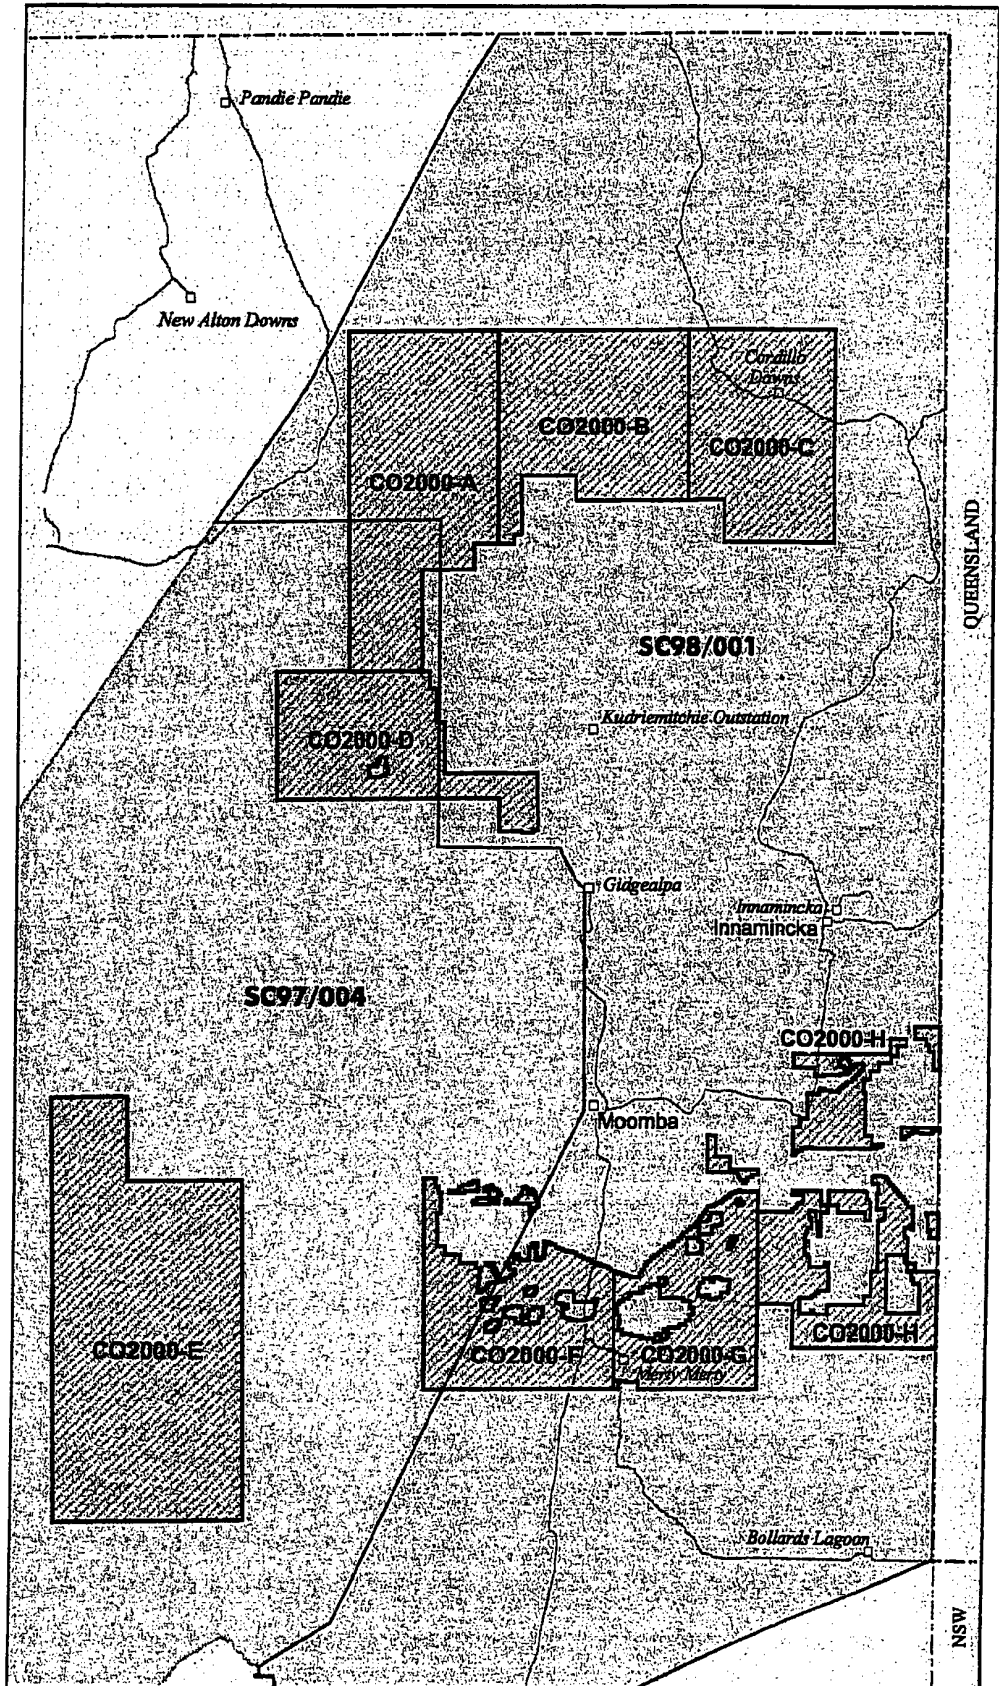 Pandie Pandie
New Alton Downs
Cordillo
Downs
CO2000-B
CO2000-C
CO2000-A
QUEENSLAND
SC98/001
Kudriemitchie Outstation
CO2000-D
Gidgealpa
Innamincka
Innamincka
SC97/004
CO2000-H
Moomba
CO2000-H
CO2000-E
CO2000-F
CO2000-G
Merty Merty
Bollards Lagoon
NSW